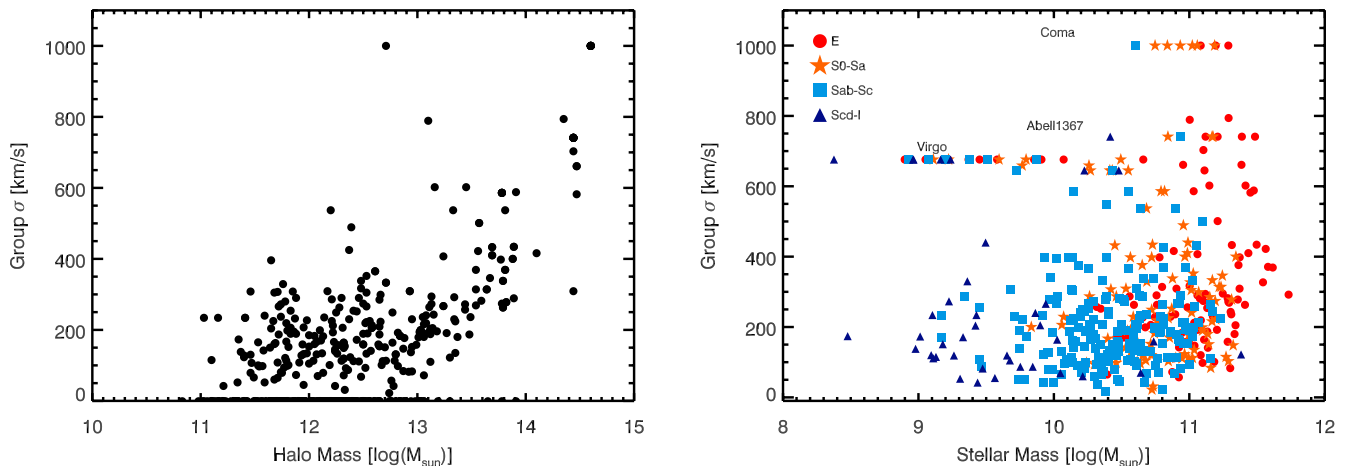 1000
800
600
400
200
0
Group σ [km/s]
10 11 12 13 14 15
Halo Mass [log(M_sun)]
1000
800
600
400
200
0
Group σ [km/s]
E
S0-Sa
Sab-Sc
Scd-I
Coma
Abell1367
Virgo
8 9 10 11 12
Stellar Mass [log(M_sun)]